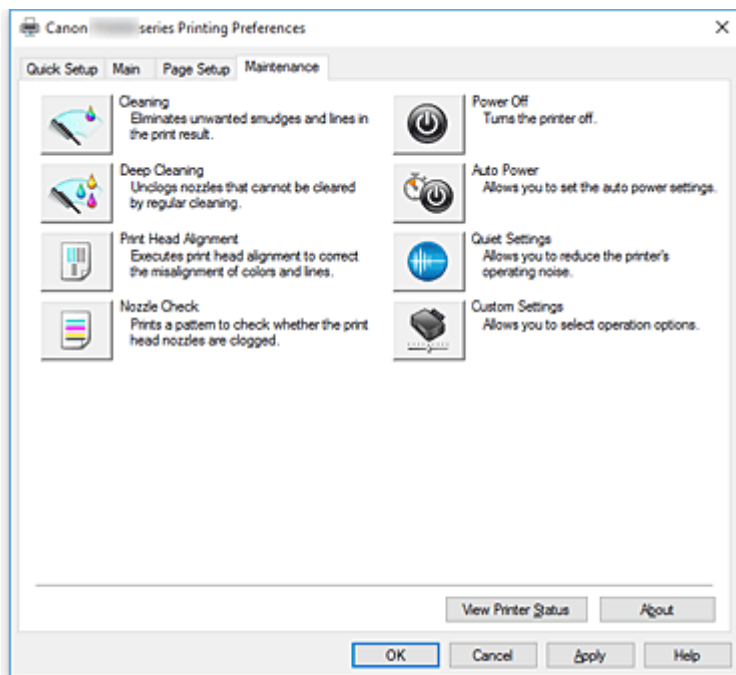 Canon series Printing Preferences
Quick Setup Main Page Setup Maintenance
Cleaning
Eliminates unwanted smudges and lines in
the print result.
Deep Cleaning
Unclogs nozzles that cannot be cleared
by regular cleaning.
Print Head Alignment
Executes print head alignment to correct
the misalignment of colors and lines.
Nozzle Check
Prints a pattern to check whether the print
head nozzles are clogged.
Power Off
Turns the printer off.
Auto Power
Allows you to set the auto power settings.
Quiet Settings
Allows you to reduce the printer's
operating noise.
Custom Settings
Allows you to select operation options.
View Printer Status About
OK Cancel Apply Help